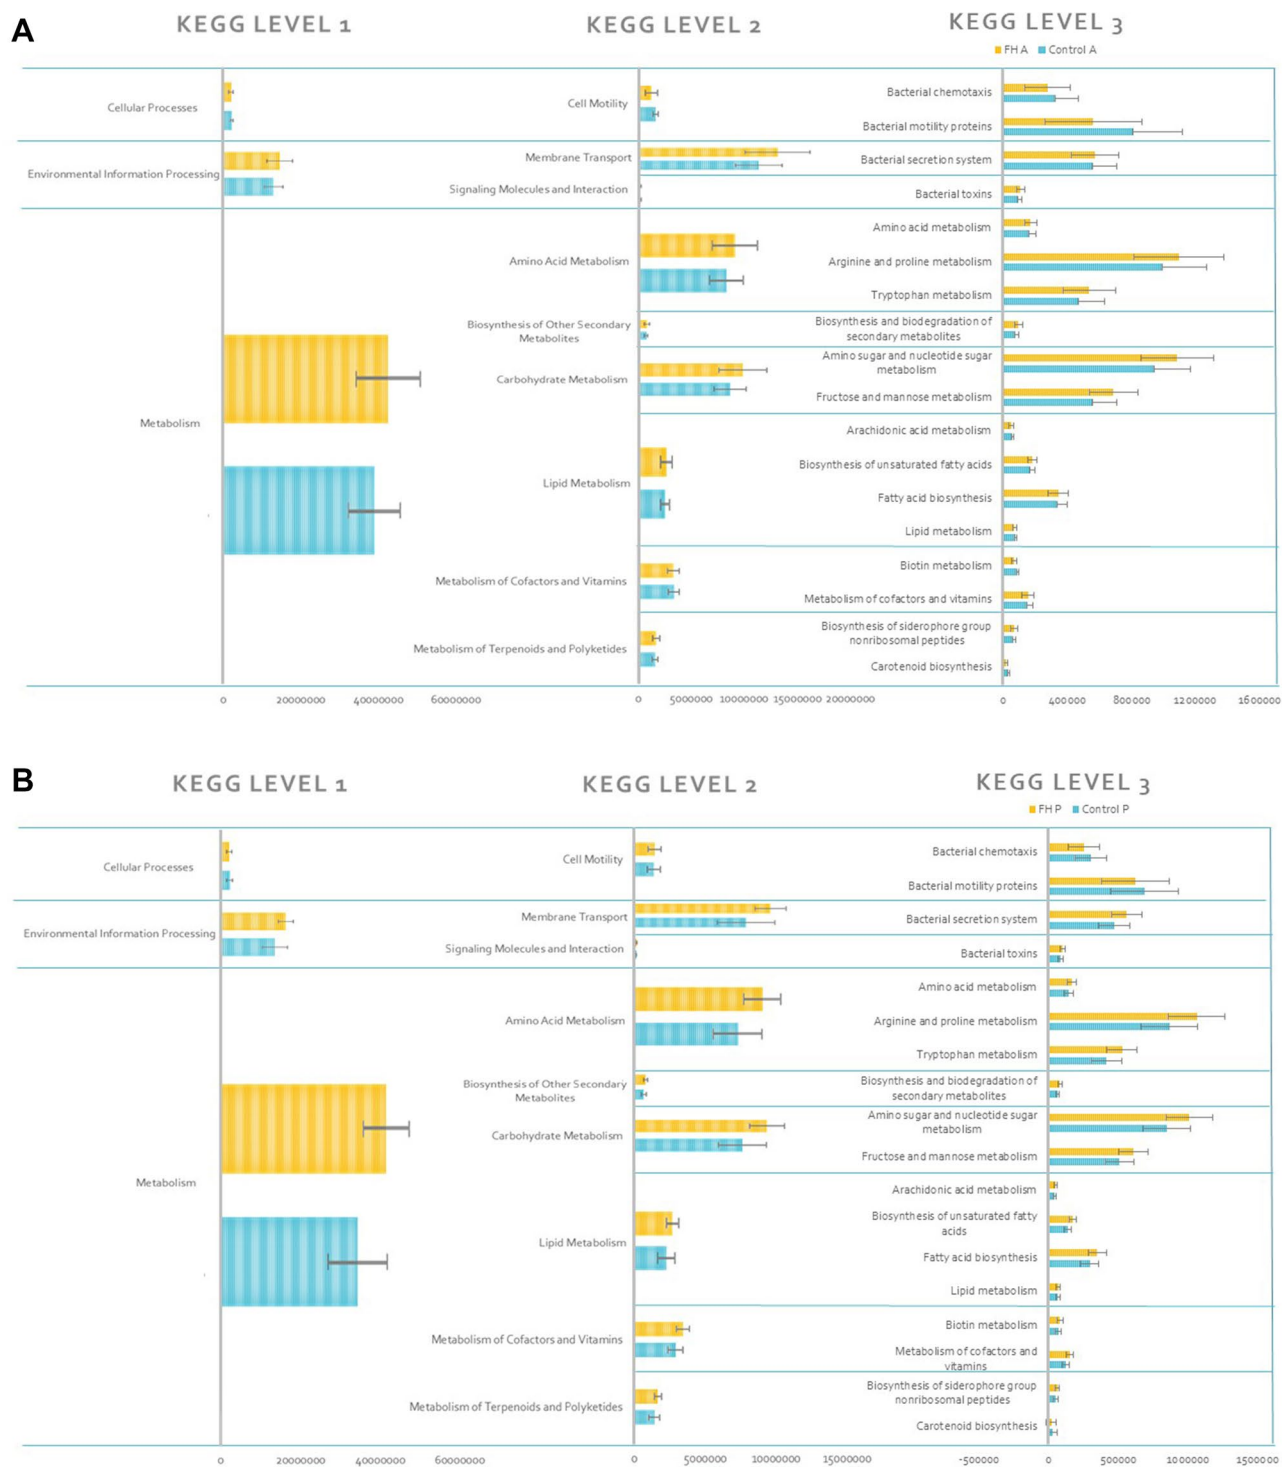 A
KEGG LEVEL 1
KEGG LEVEL 2
KEGG LEVEL 3
FH A
Control A
Cellular Processes
Cell Motility
Bacterial chemotaxis
Bacterial motility proteins
Environmental Information Processing
Membrane Transport
Bacterial secretion system
Signaling Molecules and Interaction
Bacterial toxins
Metabolism
Amino Acid Metabolism
Amino acid metabolism
Arginine and proline metabolism
Tryptophan metabolism
Biosynthesis of Other Secondary
Metabolites
Biosynthesis and biodegradation of
secondary metabolites
Carbohydrate Metabolism
Amino sugar and nucleotide sugar
metabolism
Fructose and mannose metabolism
Lipid Metabolism
Arachidonic acid metabolism
Biosynthesis of unsaturated fatty acids
Fatty acid biosynthesis
Lipid metabolism
Metabolism of Cofactors and Vitamins
Biotin metabolism
Metabolism of cofactors and vitamins
Metabolism of Terpenoids and Polyketides
Biosynthesis of siderophore group
nonribosomal peptides
Carotenoid biosynthesis
0 20000000 40000000 60000000
0 5000000 10000000 15000000 20000000
0 400000 800000 1200000 1600000
B
KEGG LEVEL 1
KEGG LEVEL 2
KEGG LEVEL 3
FH P
Control P
Cellular Processes
Cell Motility
Bacterial chemotaxis
Bacterial motility proteins
Environmental Information Processing
Membrane Transport
Bacterial secretion system
Signaling Molecules and Interaction
Bacterial toxins
Metabolism
Amino Acid Metabolism
Amino acid metabolism
Arginine and proline metabolism
Tryptophan metabolism
Biosynthesis of Other Secondary
Metabolites
Biosynthesis and biodegradation of
secondary metabolites
Carbohydrate Metabolism
Amino sugar and nucleotide sugar
metabolism
Fructose and mannose metabolism
Lipid Metabolism
Arachidonic acid metabolism
Biosynthesis of unsaturated fatty
acids
Fatty acid biosynthesis
Lipid metabolism
Metabolism of Cofactors and Vitamins
Biotin metabolism
Metabolism of cofactors and
vitamins
Metabolism of Terpenoids and Polyketides
Biosynthesis of siderophore group
nonribosomal peptides
Carotenoid biosynthesis
0 20000000 40000000 60000000
0 5000000 10000000 15000000
-500000 0 500000 1000000 1500000